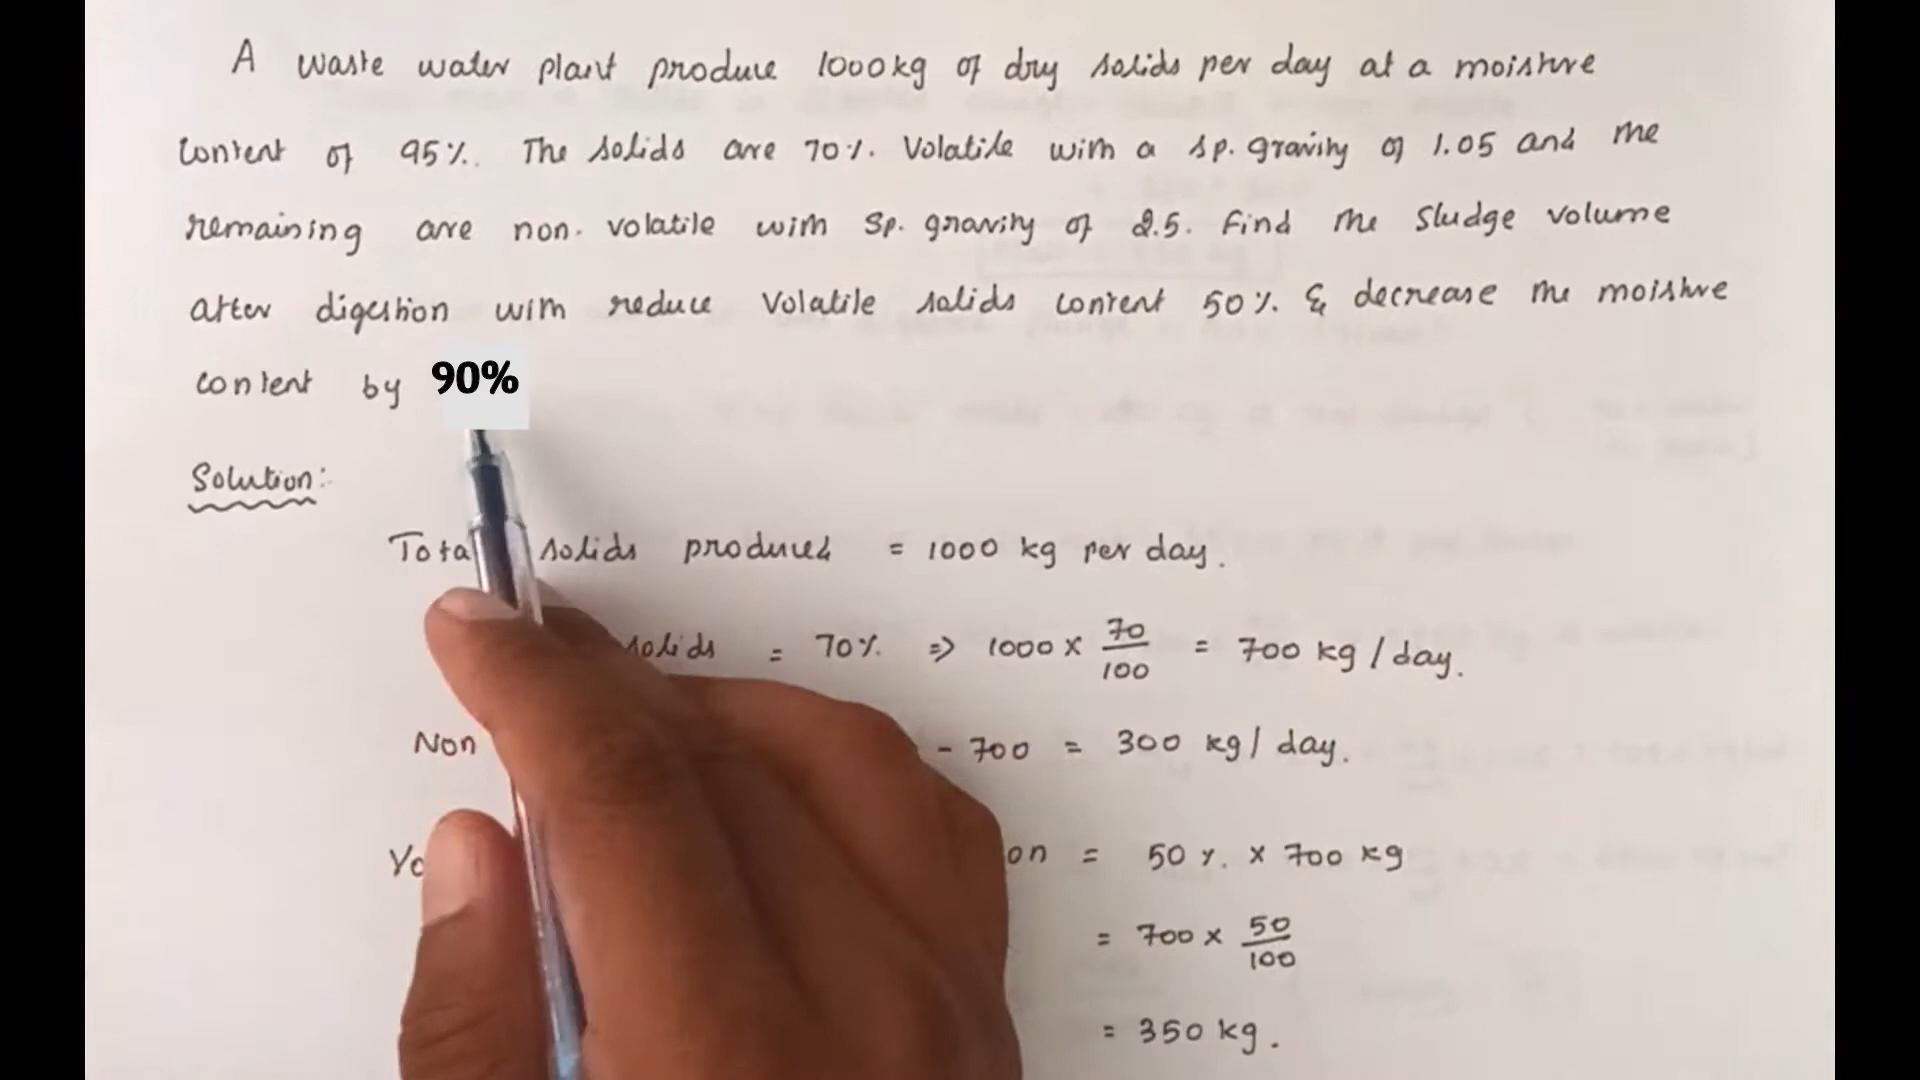 A waste water plant produce 1000kg of dry solids per day at a moisture
content of 95%. The solids are 70% Volatile with a sp. gravity of 1.05 and the
remaining are non-volatile with sp. gravity of 2.5. Find the sludge volume
after digestion with reduce Volatile solids content 50% & decrease the moisture
content by 90%
Solution:
Tota solids produced = 1000 kg per day.
solids = 70% ⇒ 1000 × 70/100 = 700 kg / day.
Non - 700 = 300 kg / day.
Vo on = 50 %. × 700 kg
= 700 × 50/100
= 350 kg.